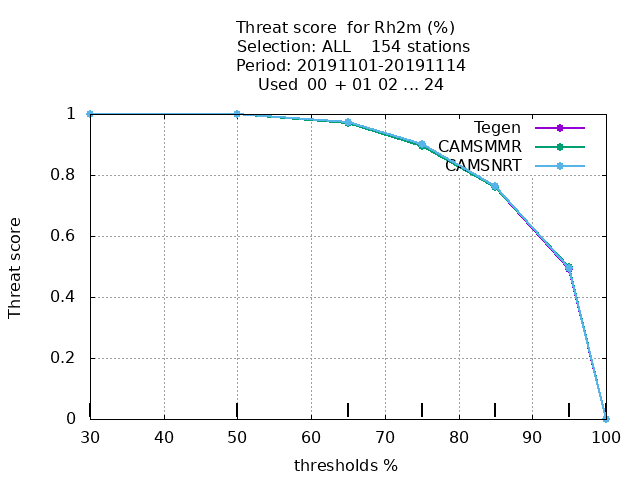 Threat score  for Rh2m (%)
Selection: ALL    154 stations
Period: 20191101-20191114
Used  00  + 01 02 ... 24
Tegen
CAMSMMR
CAMSNRT
1
0.8
0.6
0.4
0.2
0
Threat score
30 40 50 60 70 80 90 100
thresholds %